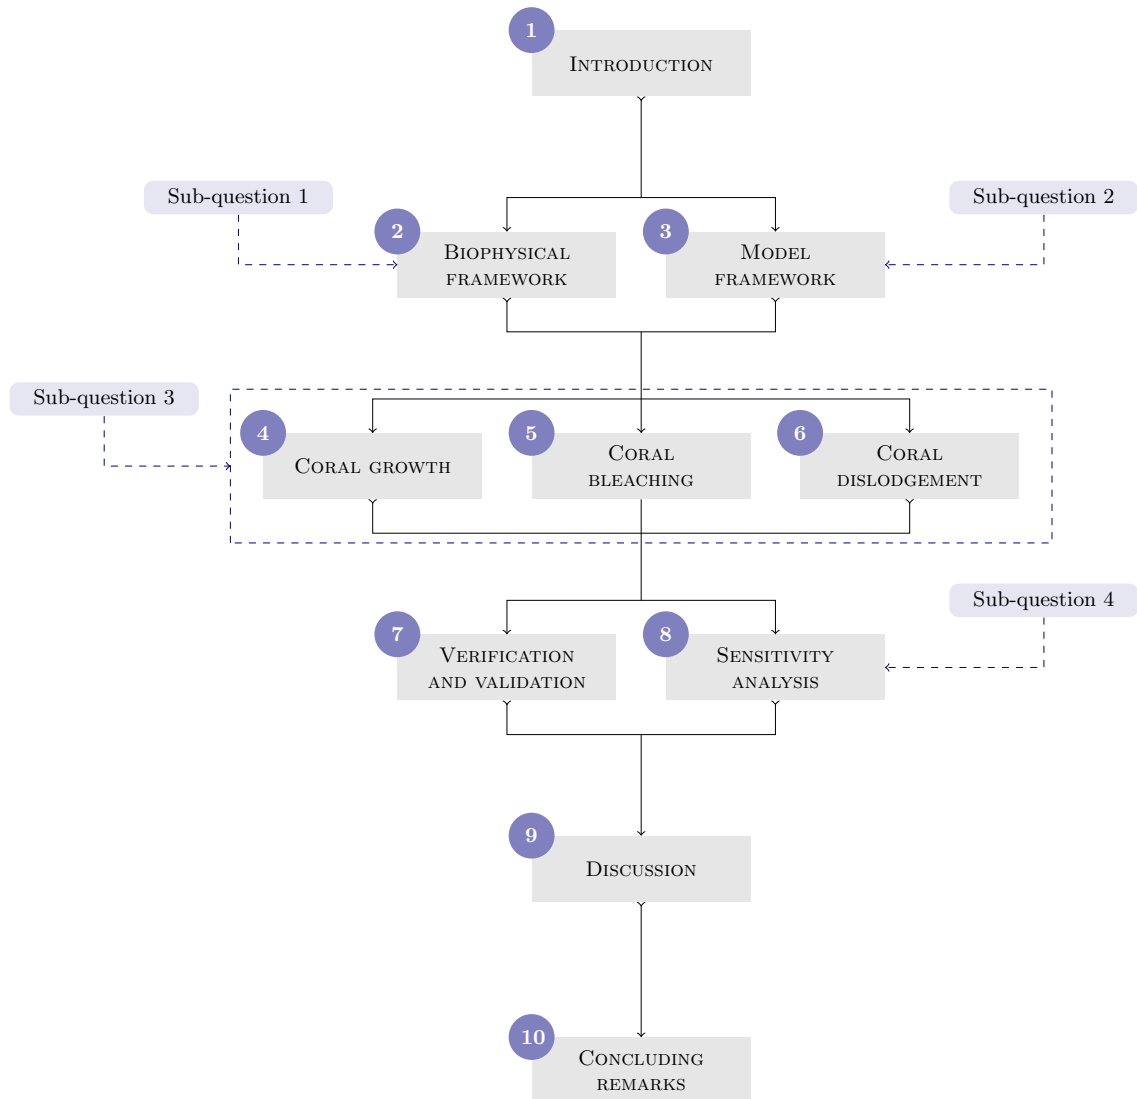 1
Introduction
Sub-question 1
Sub-question 2
2
Biophysical
framework
3
Model
framework
Sub-question 3
4
Coral growth
5
Coral
bleaching
6
Coral
dislodgement
Sub-question 4
7
Verification
and validation
8
Sensitivity
analysis
9
Discussion
10
Concluding
remarks